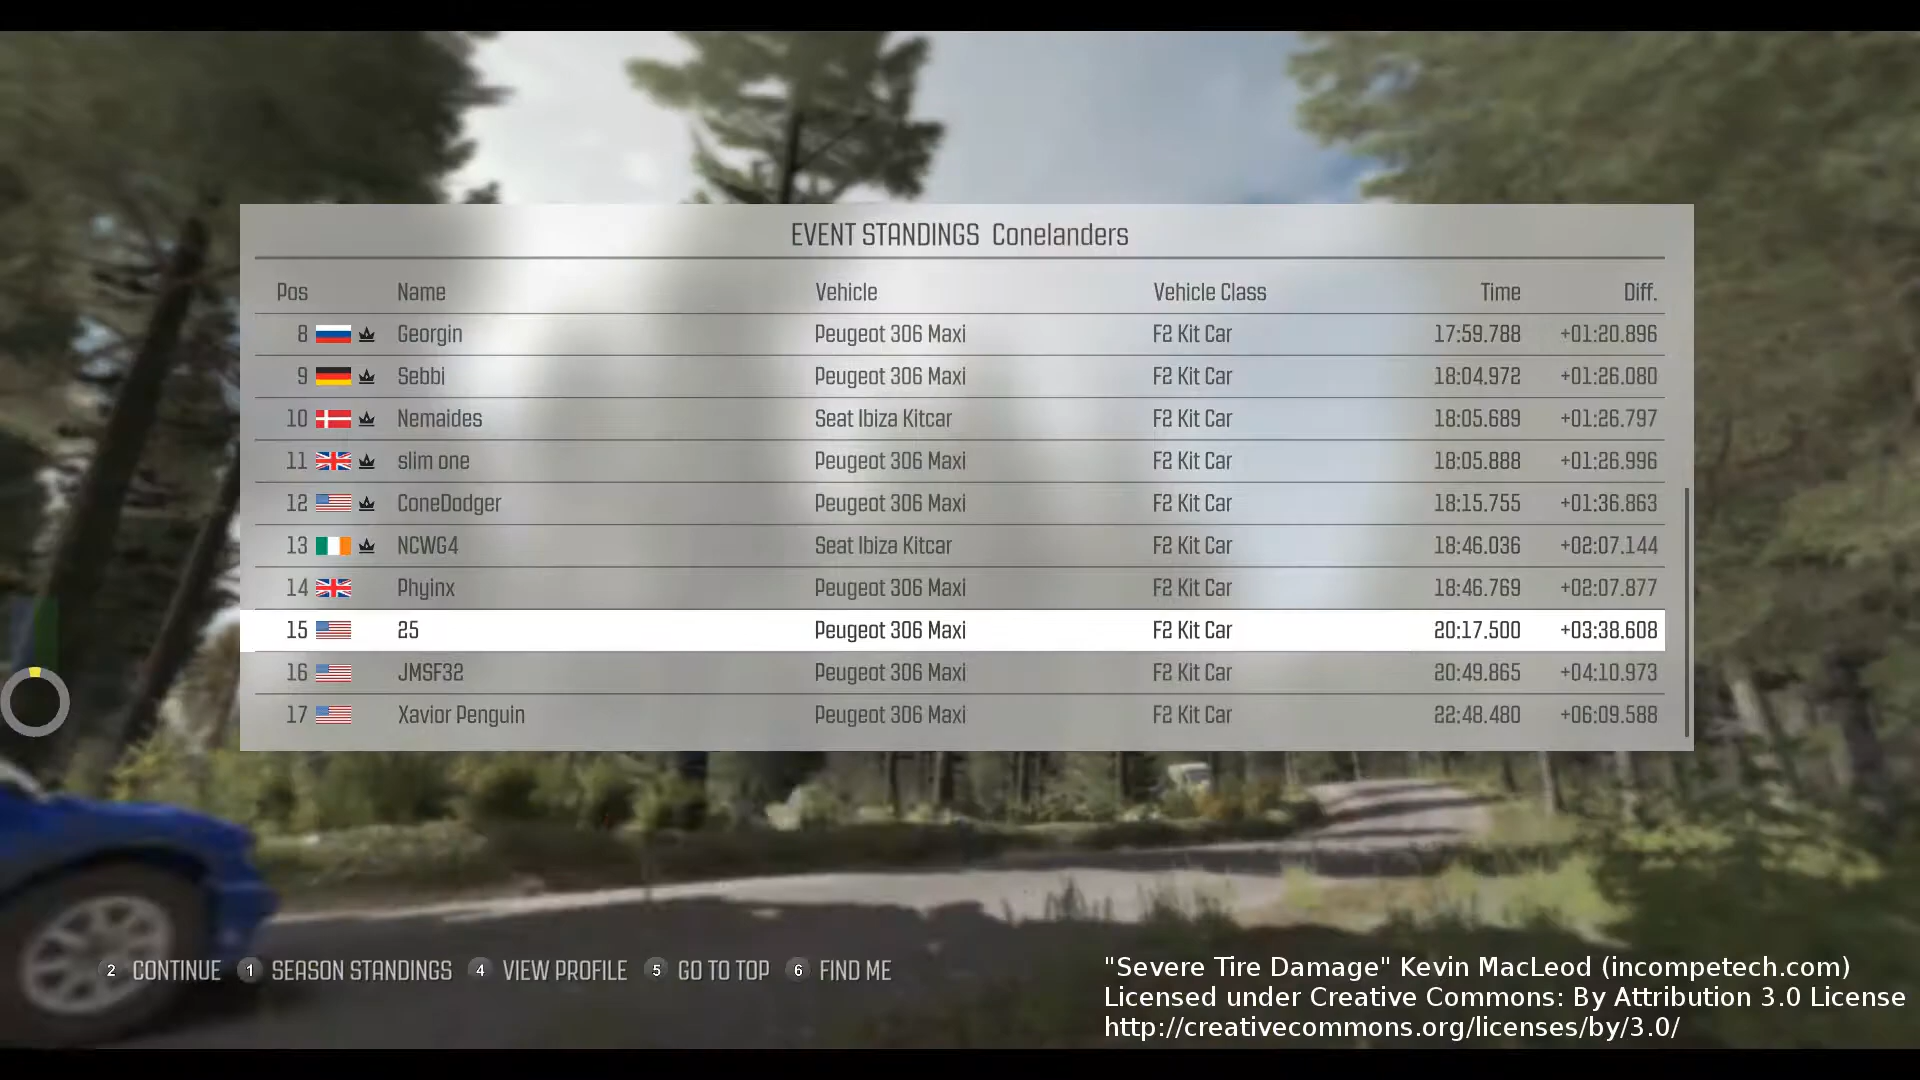 EVENT STANDINGS Conelanders
Pos Name Vehicle Vehicle Class Time Diff.
8 Georgin Peugeot 306 Maxi F2 Kit Car 17:59.788 +01:20.896
9 Sebbi Peugeot 306 Maxi F2 Kit Car 18:04.972 +01:26.080
10 Nemaides Seat Ibiza Kitcar F2 Kit Car 18:05.689 +01:26.797
11 slim one Peugeot 306 Maxi F2 Kit Car 18:05.888 +01:26.996
12 ConeDodger Peugeot 306 Maxi F2 Kit Car 18:15.755 +01:36.863
13 NCWG4 Seat Ibiza Kitcar F2 Kit Car 18:46.036 +02:07.144
14 Phyinx Peugeot 306 Maxi F2 Kit Car 18:46.769 +02:07.877
15 25 Peugeot 306 Maxi F2 Kit Car 20:17.500 +03:38.608
16 JMSF32 Peugeot 306 Maxi F2 Kit Car 20:49.865 +04:10.973
17 Xavior Penguin Peugeot 306 Maxi F2 Kit Car 22:48.480 +06:09.588
2 CONTINUE 1 SEASON STANDINGS 4 VIEW PROFILE 5 GO TO TOP 6 FIND ME
"Severe Tire Damage" Kevin MacLeod (incompetech.com)
Licensed under Creative Commons: By Attribution 3.0 License
http://creativecommons.org/licenses/by/3.0/